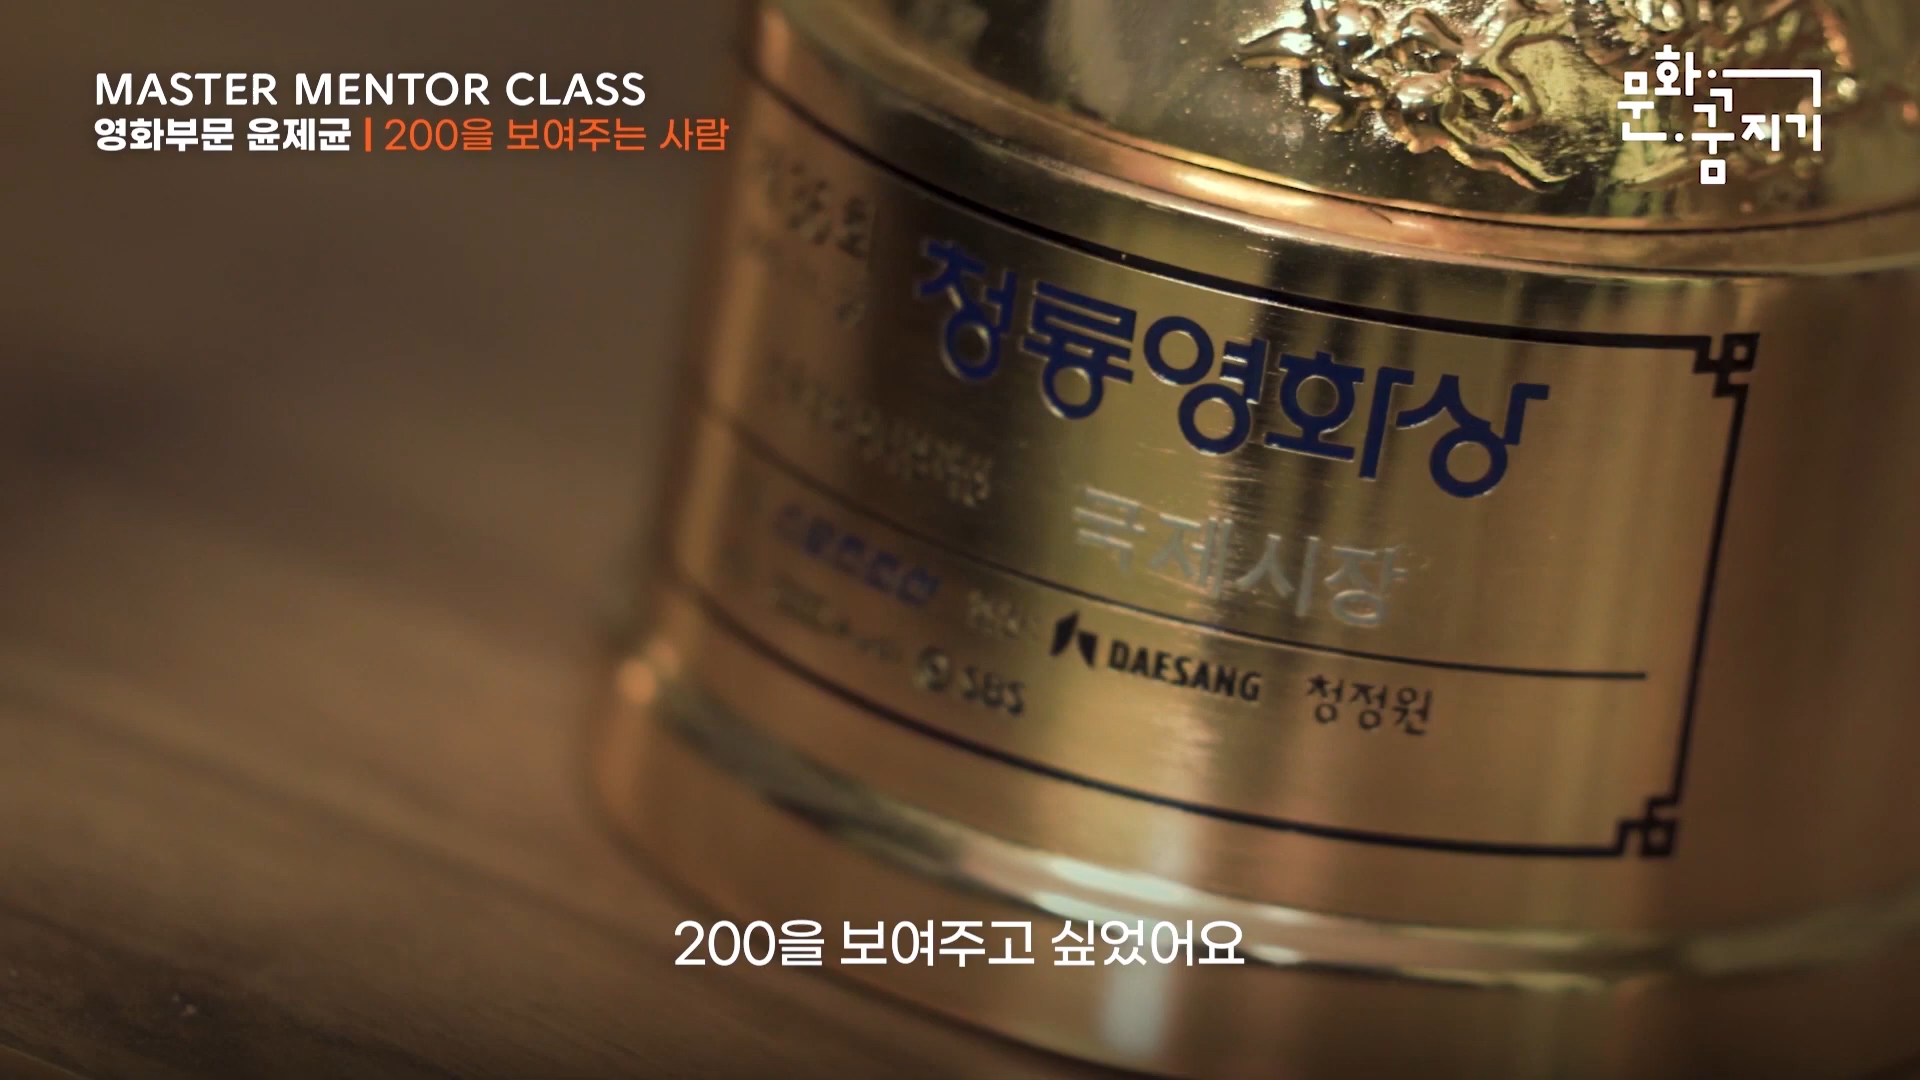 MASTER MENTOR CLASS
영화부문 윤제균 | 200을 보여주는 사람
문화.꿈지기
청룡영화상
국제시장
DAESANG 청정원
SBS
200을 보여주고 싶었어요